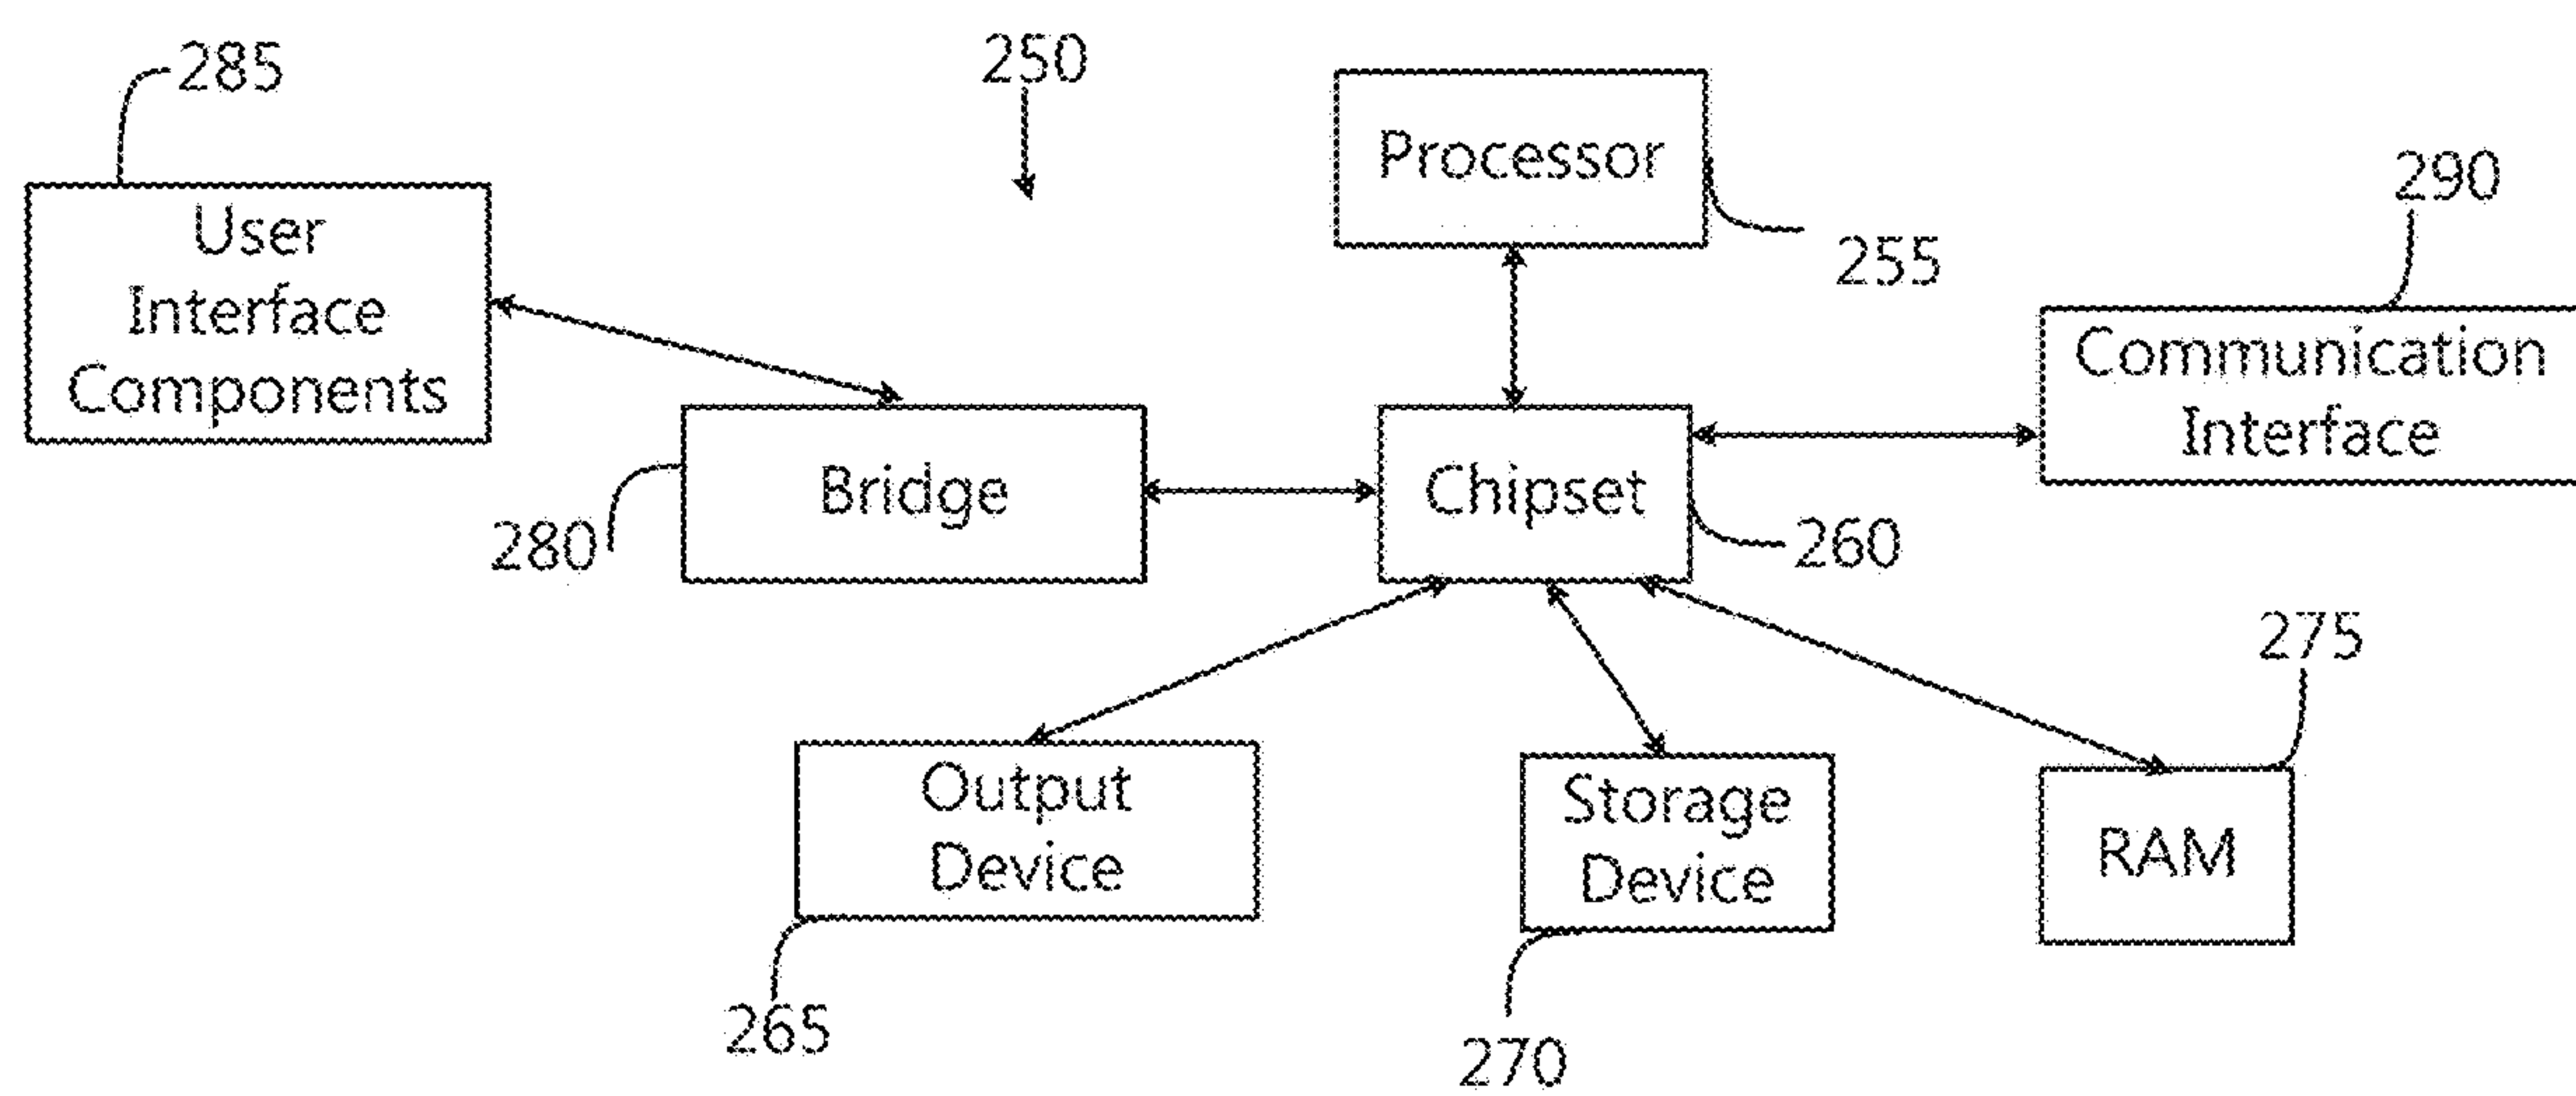 285
250
Processor
255
290
User
Interface
Components
Communication
Interface
Bridge
280
Chipset
260
275
Output
Device
265
Storage
Device
270
RAM